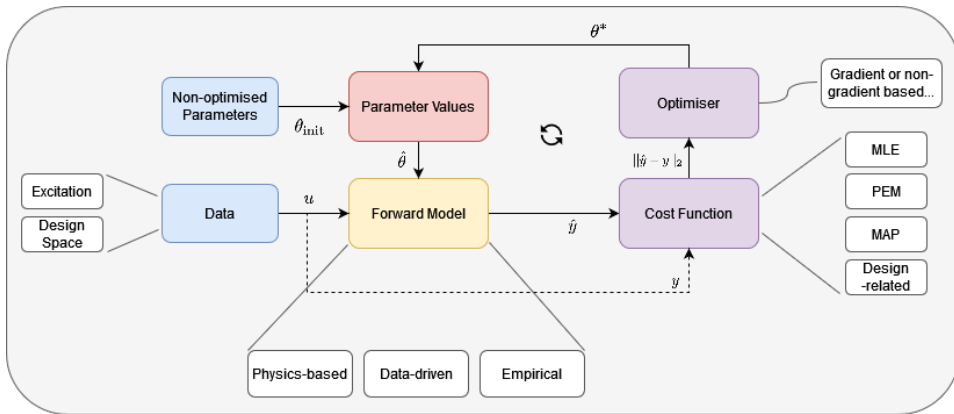 θ*
Non-optimised
Parameters
θ_init
Parameter Values
Optimiser
Gradient or non-
gradient based...
θ̂
||ŷ − y |₂
MLE
Excitation
Design
Space
Data
u
Forward Model
ŷ
Cost Function
PEM
MAP
Design
-related
y
Physics-based
Data-driven
Empirical